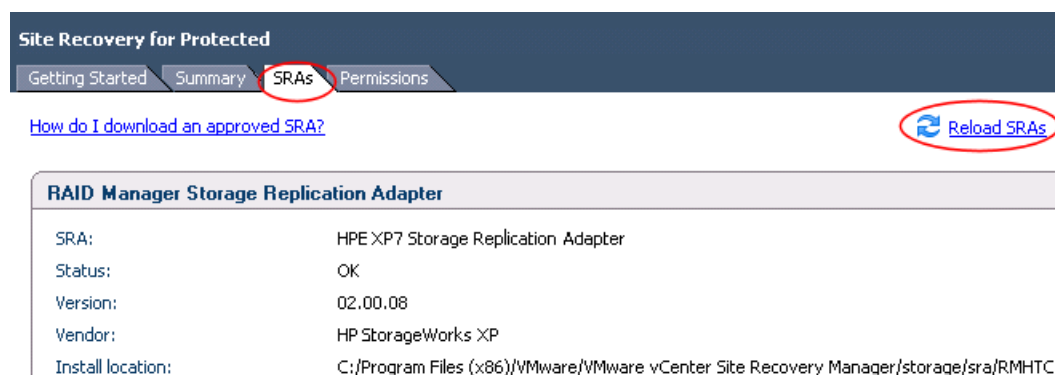 Site Recovery for Protected
Getting Started Summary SRAs Permissions
How do I download an approved SRA? Reload SRAs
RAID Manager Storage Replication Adapter
SRA: HPE XP7 Storage Replication Adapter
Status: OK
Version: 02.00.08
Vendor: HP StorageWorks XP
Install location: C:/Program Files (x86)/VMware/VMware vCenter Site Recovery Manager/storage/sra/RMHTC